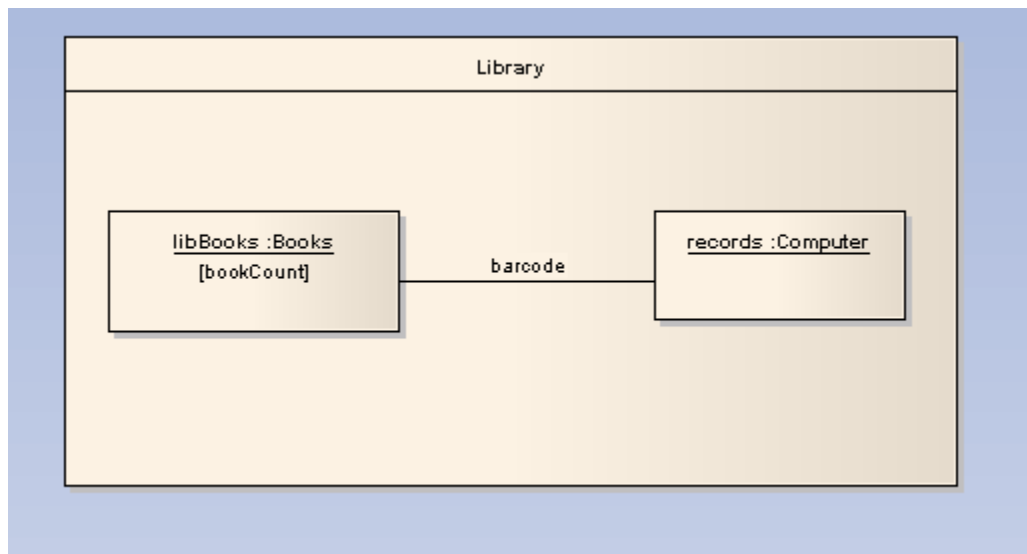 Library
libBooks :Books
[bookCount]
barcode
records :Computer